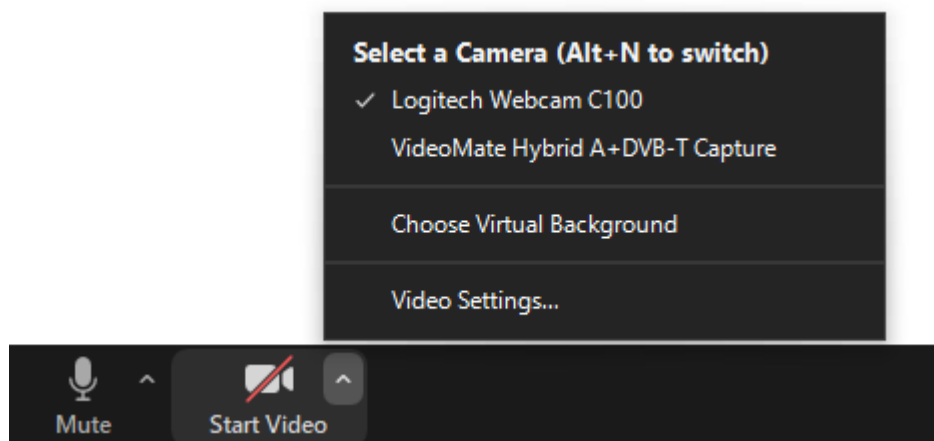 Select a Camera (Alt+N to switch)
Logitech Webcam C100
VideoMate Hybrid A+DVB-T Capture
Choose Virtual Background
Video Settings...
Mute
Start Video